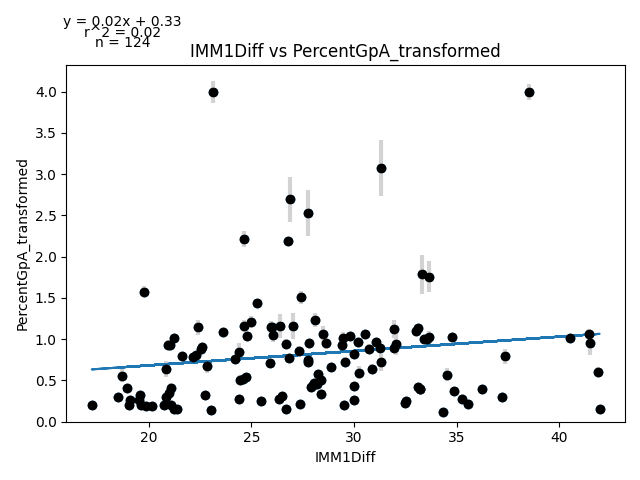 y = 0.02x + 0.33
r^2 = 0.02
n = 124
IMM1Diff vs PercentGpA_transformed
PercentGpA_transformed
4.0
3.5
3.0
2.5
2.0
1.5
1.0
0.5
0.0
20 25 30 35 40
IMM1Diff